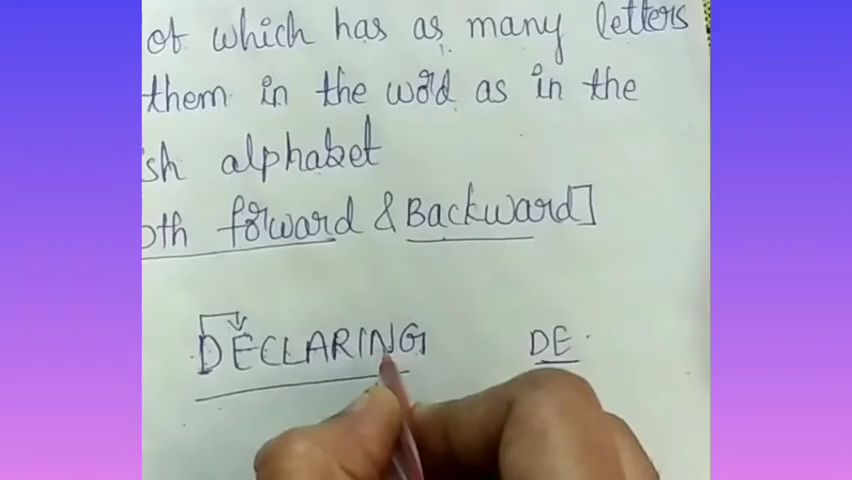 of which has as many letters
them in the word as in the
sh alphabet
oth forward & Backward]
DECLARING DE